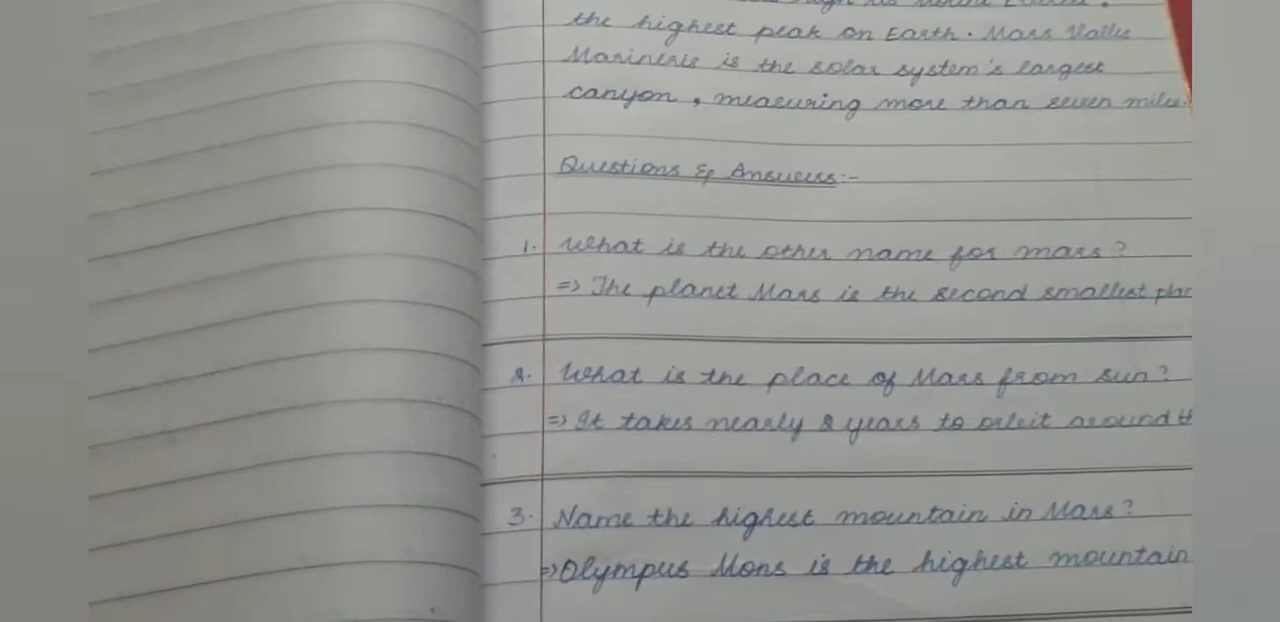 the highest peak on Earth. Mars Valles
Marineris is the solar system's largest
canyon, measuring more than seven miles.
Questions & Answers:-
1. What is the other name for mars?
=> The planet Mars is the second smallest plan
2. What is the place of Mars from sun?
=> It takes nearly 2 years to orbit around t
3. Name the highest mountain in Mars?
=> Olympus Mons is the highest mountain